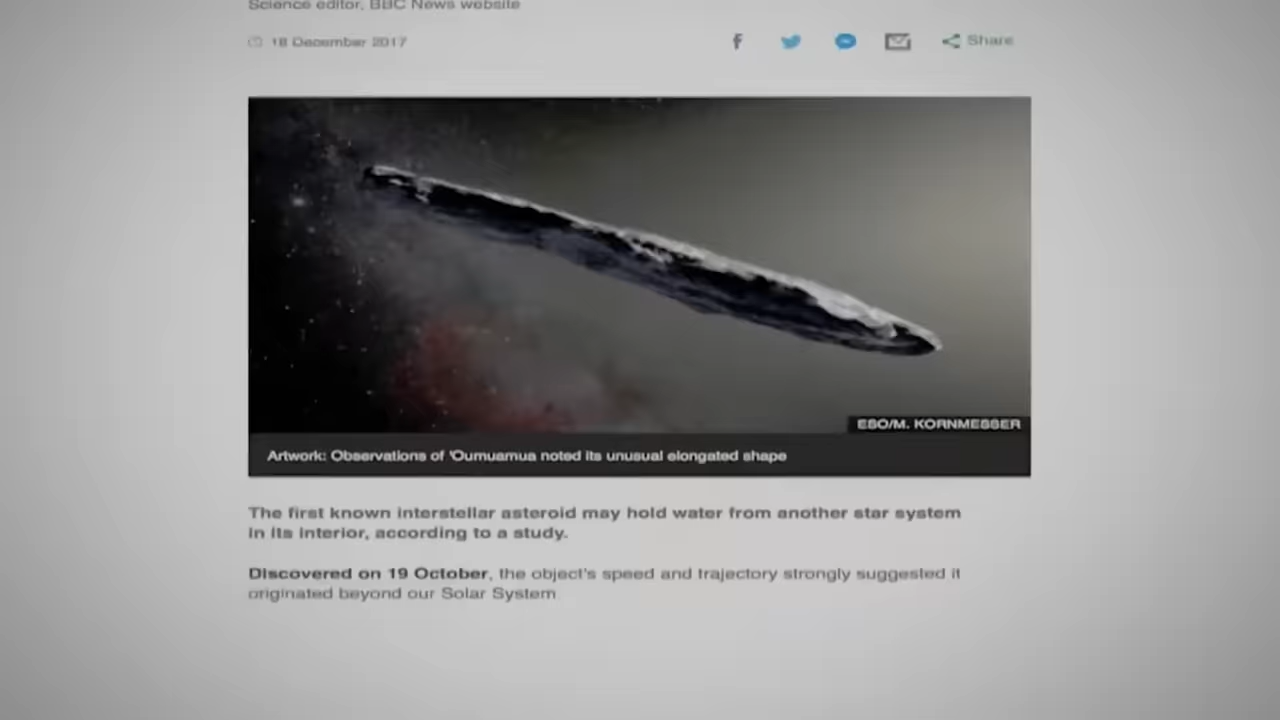 Science editor, BBC News website
18 December 2017
Share
ESO/M. KORNMESSER
Artwork: Observations of 'Oumuamua noted its unusual elongated shape
The first known interstellar asteroid may hold water from another star system
in its interior, according to a study.
Discovered on 19 October, the object's speed and trajectory strongly suggested it
originated beyond our Solar System